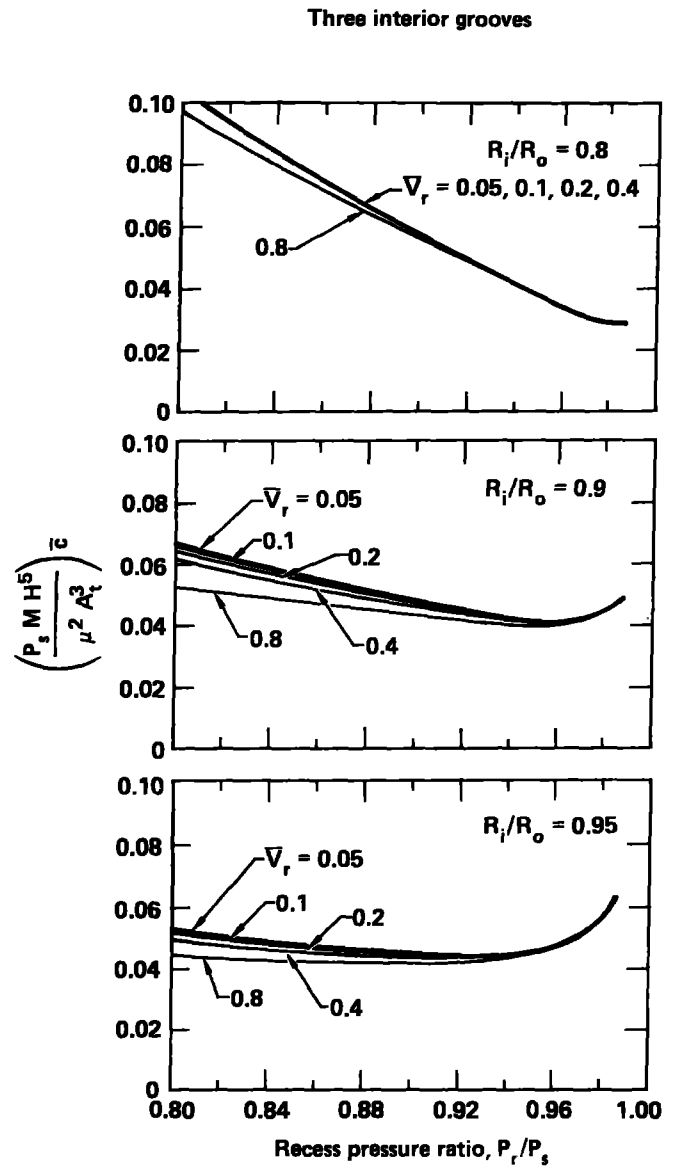 Three interior grooves
0.10
0.08
0.06
0.04
0.02
0
R_i/R_o = 0.8
V̅_r = 0.05, 0.1, 0.2, 0.4
0.8
0.10
0.08
0.06
0.04
0.02
0
R_i/R_o = 0.9
V̅_r = 0.05
0.1
0.2
0.8
0.4
(P_s M H^5 / μ^2 A_t^3) c̅
0.10
0.08
0.06
0.04
0.02
0
R_i/R_o = 0.95
V̅_r = 0.05
0.1
0.2
0.8
0.4
0.80 0.84 0.88 0.92 0.96 1.00
Recess pressure ratio, P_r/P_s